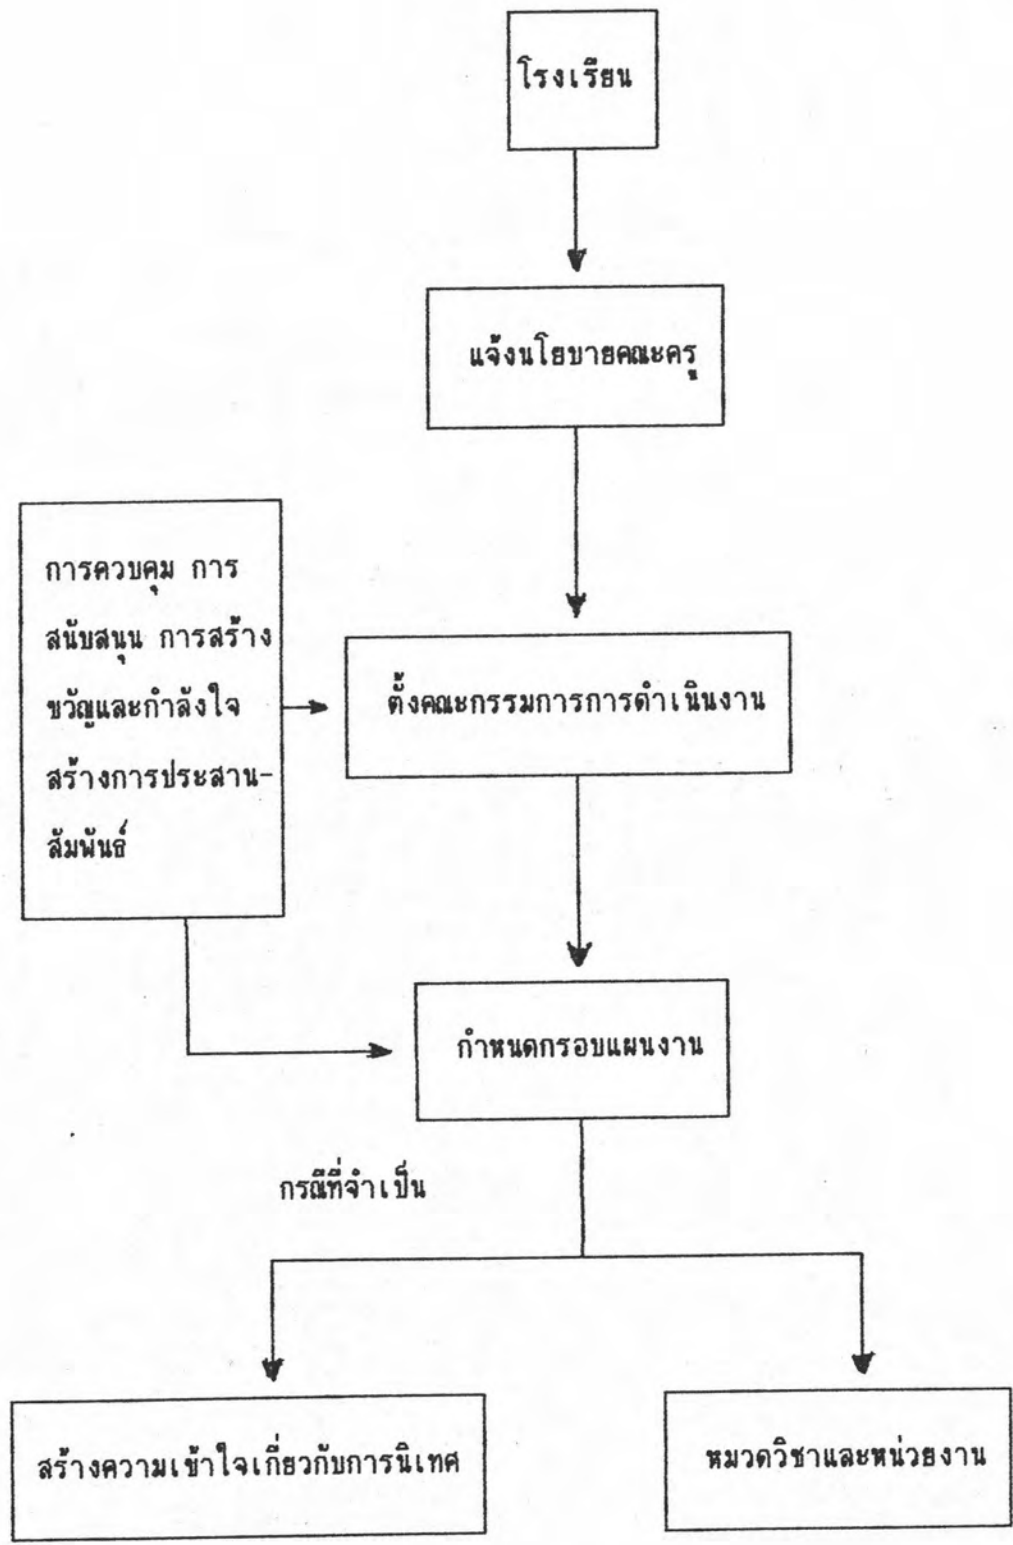 โรงเรียน
แจ้งนโยบายคณะครู
การควบคุม การ
สนับสนุน การสร้าง
ขวัญและกำลังใจ
สร้างการประสาน-
สัมพันธ์
ตั้งคณะกรรมการการดำเนินงาน
กำหนดกรอบแผนงาน
กรณีที่จำเป็น
สร้างความเข้าใจเกี่ยวกับการนิเทศ
หมวดวิชาและหน่วยงาน